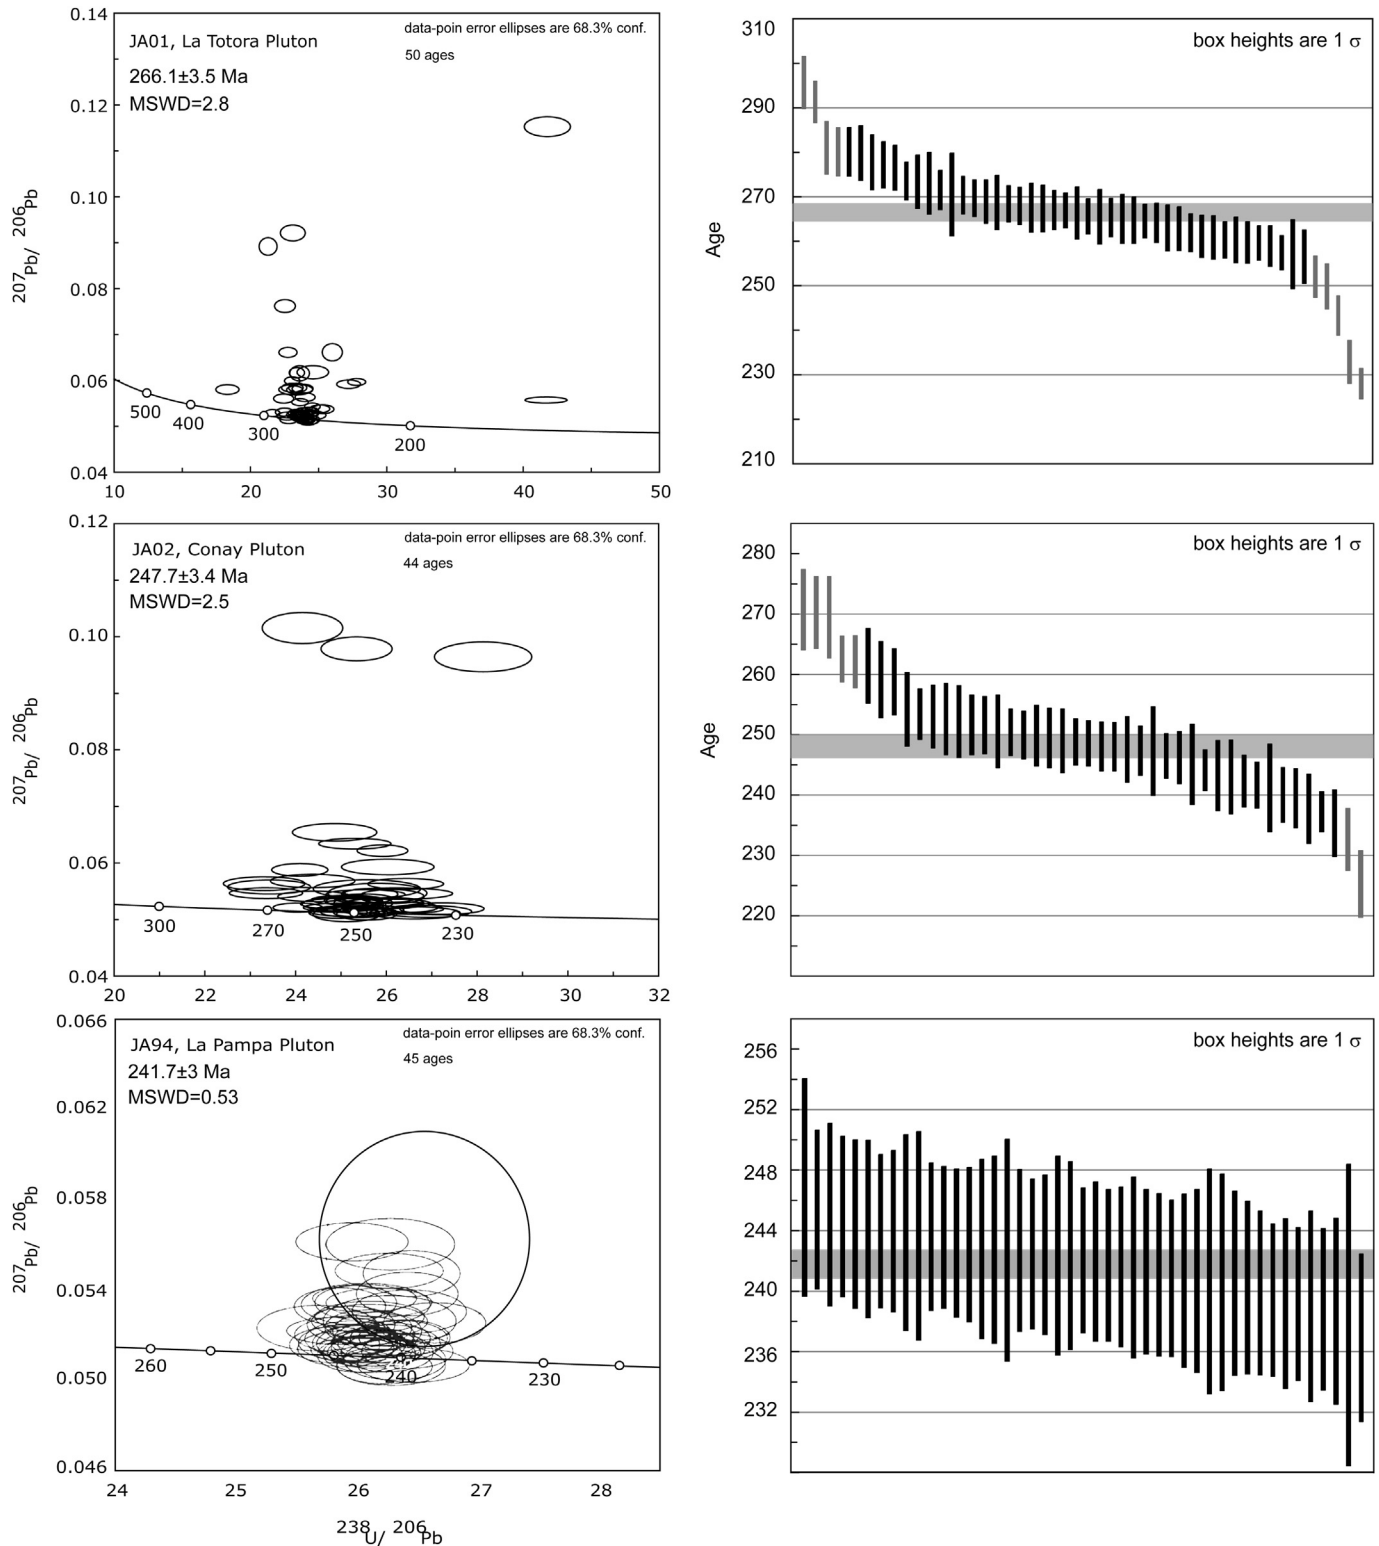 0.14
0.12
0.10
0.08
0.06
0.04
207Pb/ 206Pb
JA01, La Totora Pluton
266.1±3.5 Ma
MSWD=2.8
data-poin error ellipses are 68.3% conf.
50 ages
500
400
300
200
10 20 30 40 50
310
290
270
250
230
210
Age
box heights are 1 σ
0.12
0.10
0.08
0.06
0.04
207Pb/ 206Pb
JA02, Conay Pluton
247.7±3.4 Ma
MSWD=2.5
data-poin error ellipses are 68.3% conf.
44 ages
300 270 250 230
20 22 24 26 28 30 32
280
270
260
250
240
230
220
Age
box heights are 1 σ
0.066
0.062
0.058
0.054
0.050
0.046
207Pb/ 206Pb
JA94, La Pampa Pluton
241.7±3 Ma
MSWD=0.53
data-poin error ellipses are 68.3% conf.
45 ages
260 250 240 230
24 25 26 27 28
238U/ 206Pb
256
252
248
244
240
236
232
box heights are 1 σ